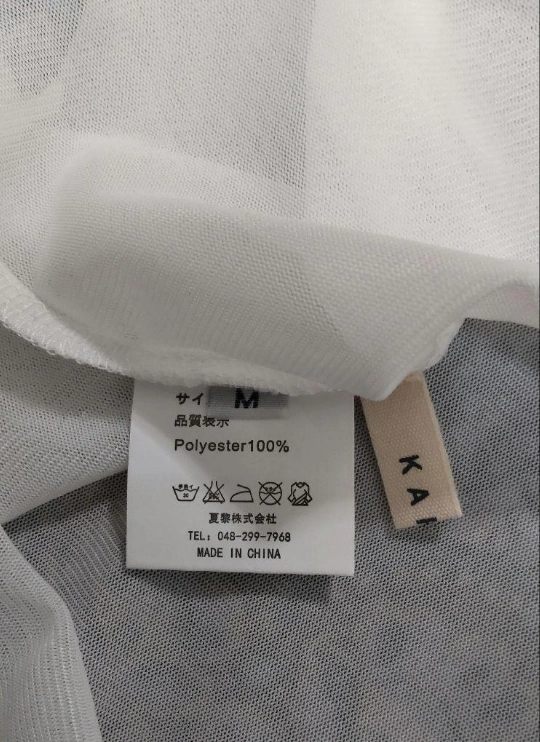 サイ
M
品質表示
Polyester100%
夏黎株式会社
TEL: 048-299-7968
MADE IN CHINA
KA